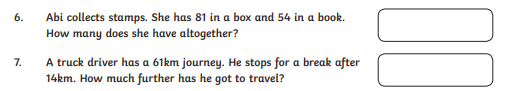 6. Abi collects stamps. She has 81 in a box and 54 in a book.
How many does she have altogether?
7. A truck driver has a 61km journey. He stops for a break after
14km. How much further has he got to travel?